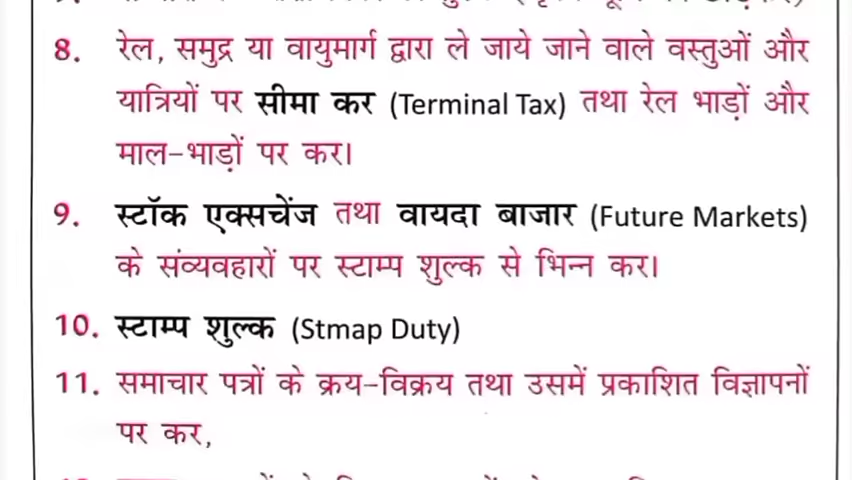 8. रेल, समुद्र या वायुमार्ग द्वारा ले जाये जाने वाले वस्तुओं और
यात्रियों पर सीमा कर (Terminal Tax) तथा रेल भाड़ों और
माल-भाड़ों पर कर।
9. स्टॉक एक्सचेंज तथा वायदा बाजार (Future Markets)
के संव्यवहारों पर स्टाम्प शुल्क से भिन्न कर।
10. स्टाम्प शुल्क (Stmap Duty)
11. समाचार पत्रों के क्रय-विक्रय तथा उसमें प्रकाशित विज्ञापनों
पर कर,